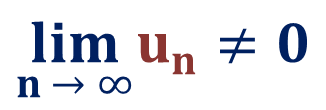 lim uₙ ≠ 0
n → ∞